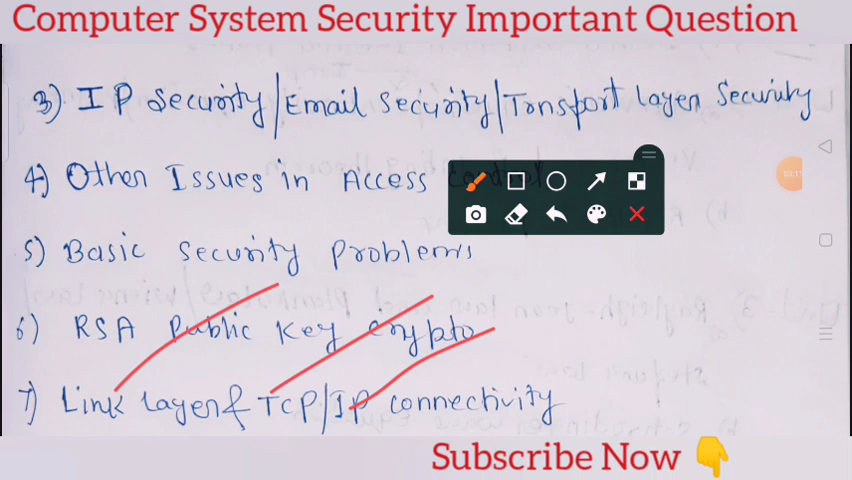 Computer System Security Important Question
3) IP Security/Email Security/Transport Layer Security
4) Other Issues in Access
5) Basic Security Problems
6) RSA Public Key Crypto
7) Link Layer & TCP/IP connectivity
Subscribe Now 👇